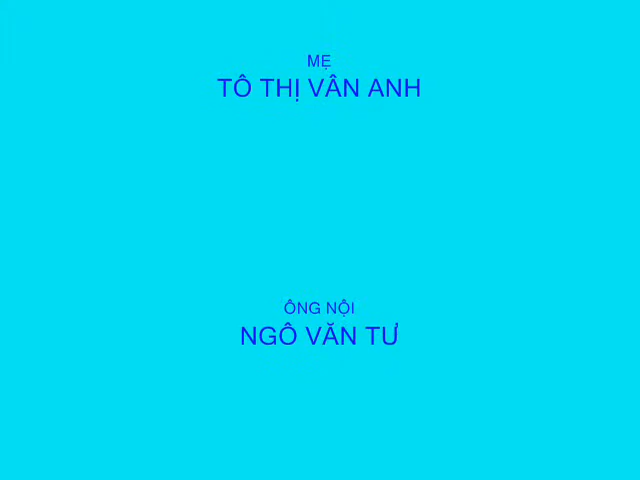 MẸ
TÔ THỊ VÂN ANH
ÔNG NỘI
NGÔ VĂN TƯ